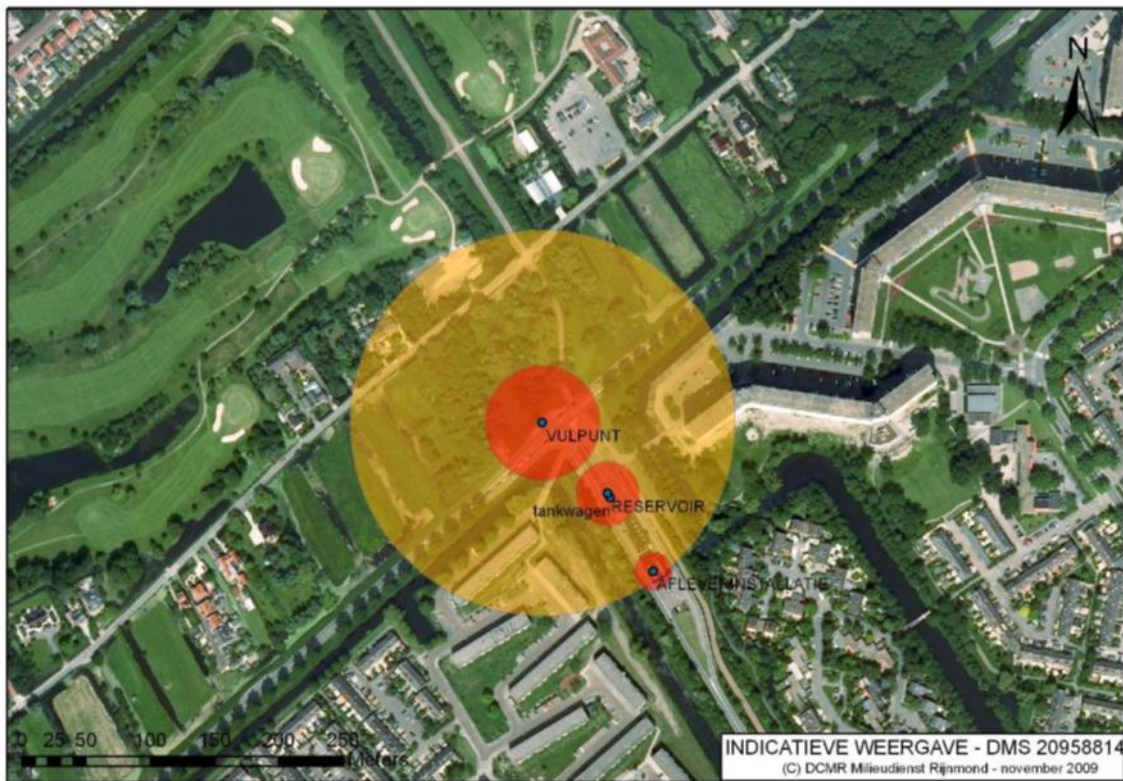 N
VULPUNT
tankwagen RESERVOIR
AFLEVERINSTALLATIE
0 25 50 100 150 200 250
Meters
INDICATIEVE WEERGAVE - DMS 20958814
(C) DCMR Milieudienst Rijnmond - november 2009